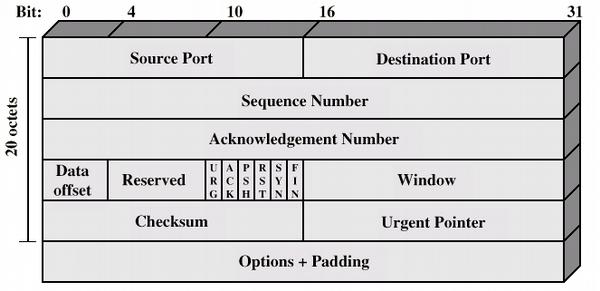 Bit: 0 4 10 16 31
20 octets
Source Port Destination Port
Sequence Number
Acknowledgement Number
Data offset Reserved URG ACK PSH RST SYN FIN Window
Checksum Urgent Pointer
Options + Padding